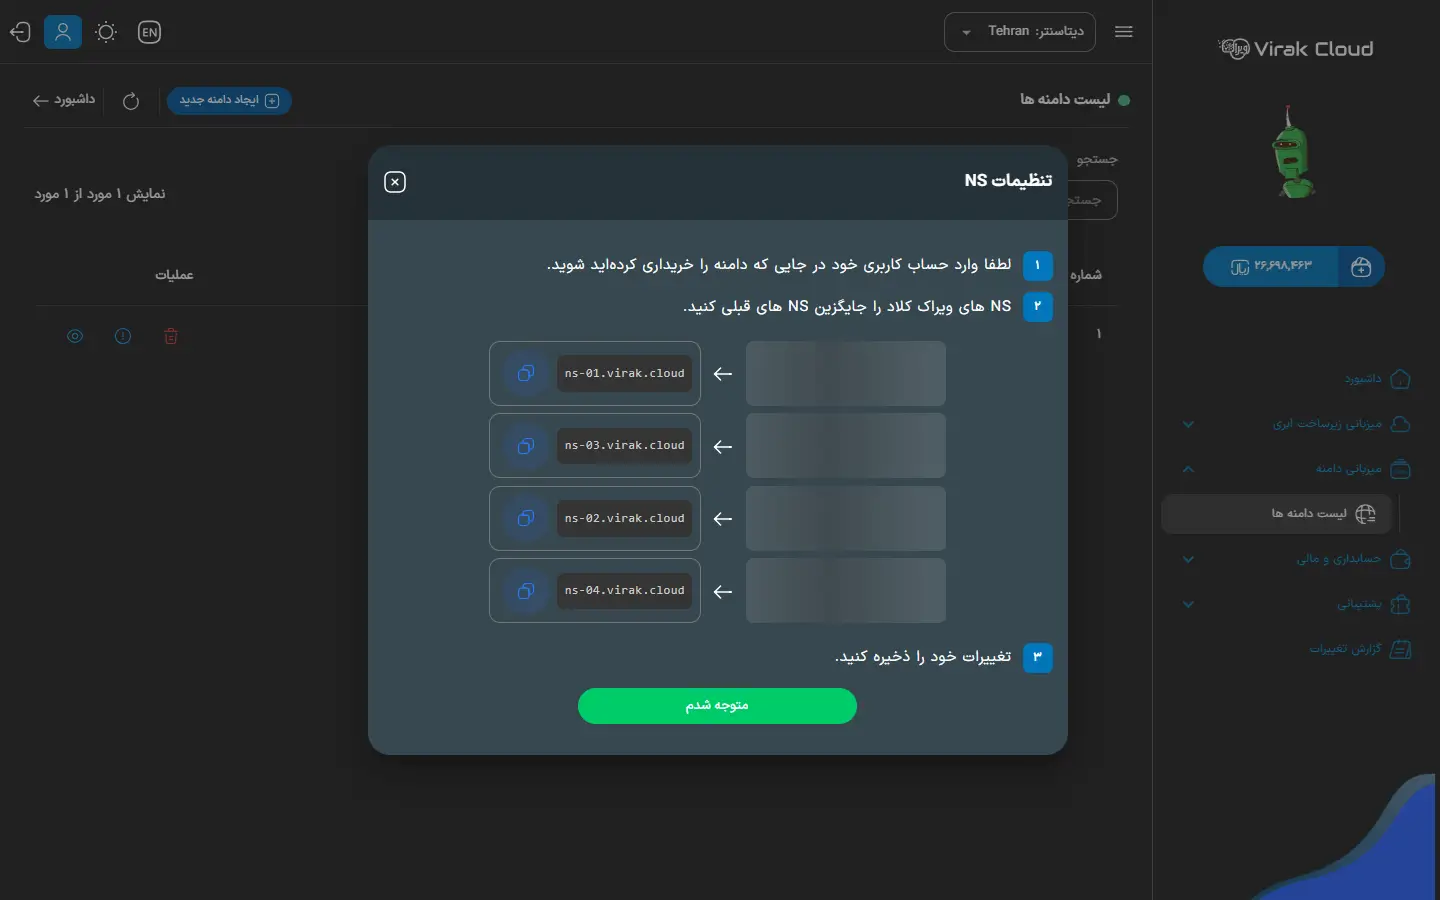 Virak Cloud
دیتاسنتر: Tehran
EN
لیست دامنه ها
ایجاد دامنه جدید
داشبورد
جستجو
نمایش ۱ مورد از ۱ مورد
شماره
عملیات
۱
۲۶,۶۹۸,۴۶۳ ریال
داشبورد
میزبانی زیرساخت ابری
میزبانی دامنه
لیست دامنه ها
حسابداری و مالی
پشتیبانی
گزارش تغییرات
تنظیمات NS
۱ لطفا وارد حساب کاربری خود در جایی که دامنه را خریداری کرده‌اید شوید.
۲ NS های ویراک کلاد را جایگزین NS های قبلی کنید.
ns-01.virak.cloud
ns-03.virak.cloud
ns-02.virak.cloud
ns-04.virak.cloud
۳ تغییرات خود را ذخیره کنید.
متوجه شدم